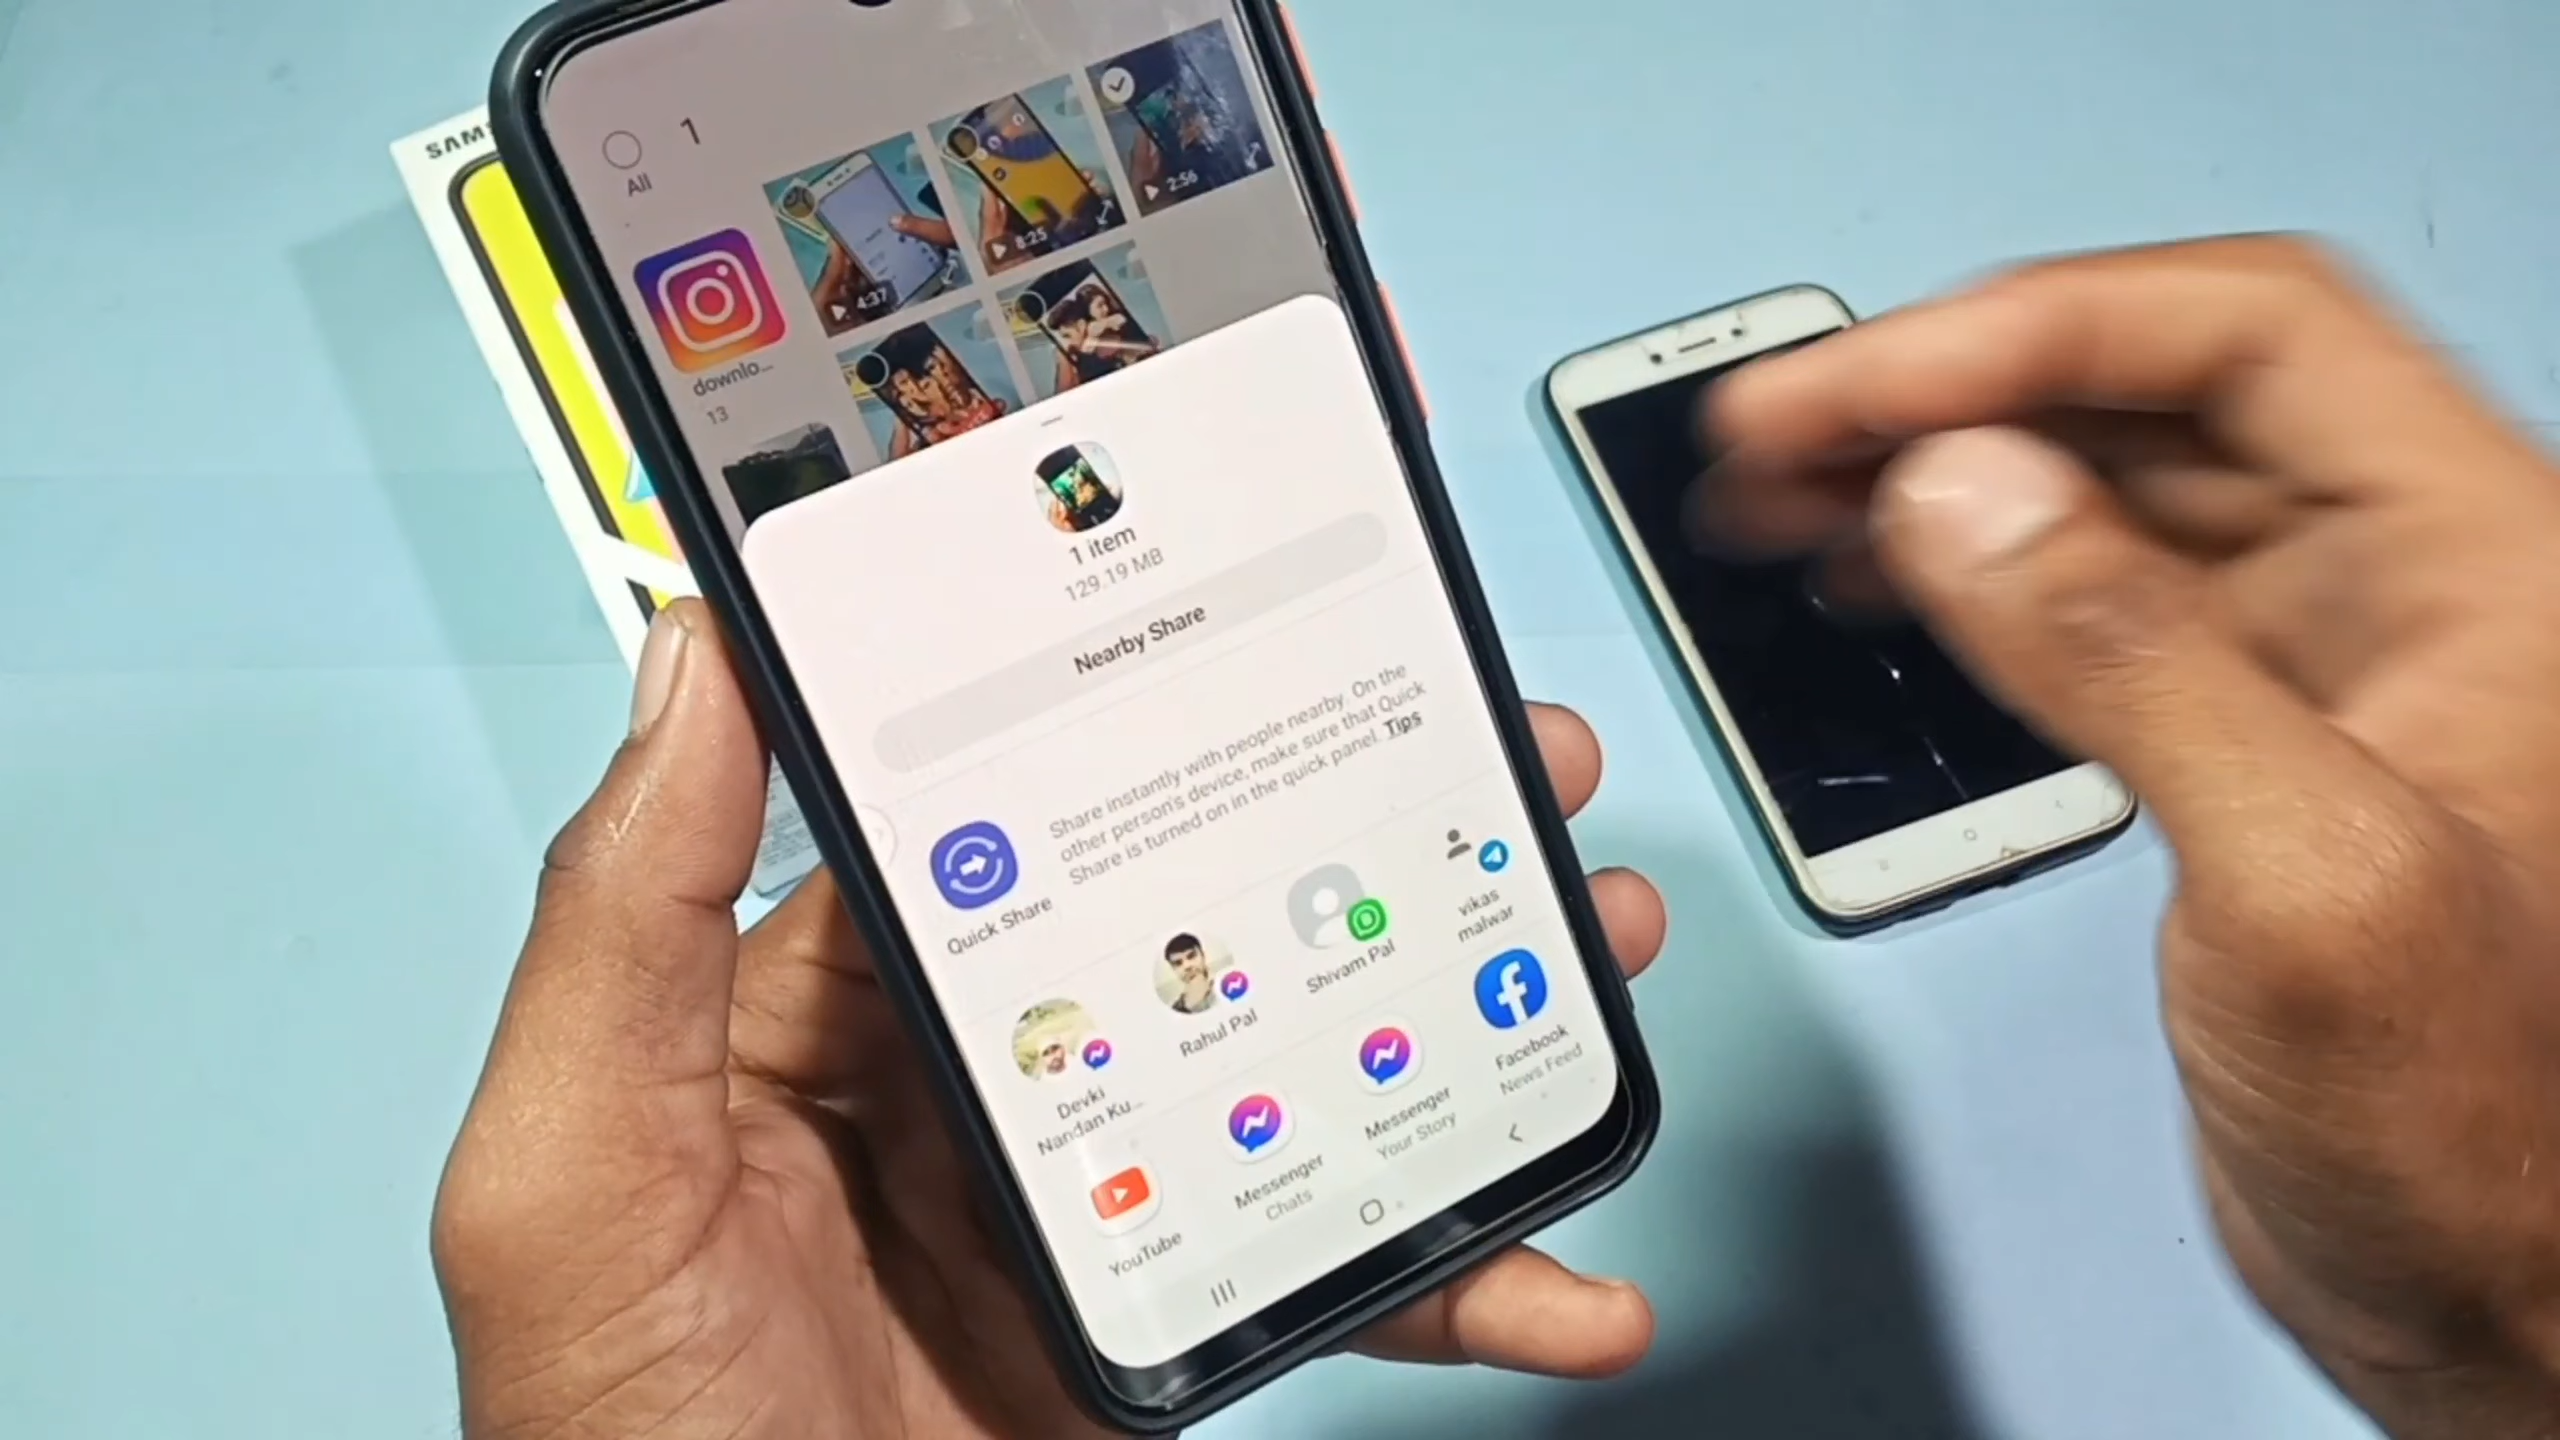 SAMS
All
1
4:37
8:25
2:56
downlo...
13
1 item
129.19 MB
Nearby Share
Quick Share
Share instantly with people nearby. On the
other person's device, make sure that Quick
Share is turned on in the quick panel. Tips
Devki
Nandan Ku...
Rahul Pal
Shivam Pal
vikas
malwar
YouTube
Messenger
Chats
Messenger
Your Story
Facebook
News Feed